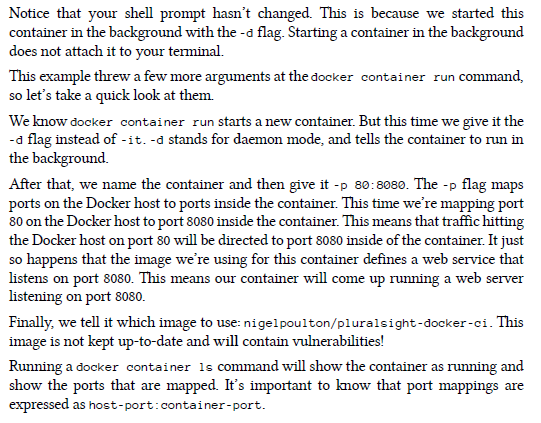 Notice that your shell prompt hasn’t changed. This is because we started this
container in the background with the -d flag. Starting a container in the background
does not attach it to your terminal.
This example threw a few more arguments at the docker container run command,
so let’s take a quick look at them.
We know docker container run starts a new container. But this time we give it the
-d flag instead of -it. -d stands for daemon mode, and tells the container to run in
the background.
After that, we name the container and then give it -p 80:8080. The -p flag maps
ports on the Docker host to ports inside the container. This time we’re mapping port
80 on the Docker host to port 8080 inside the container. This means that traffic hitting
the Docker host on port 80 will be directed to port 8080 inside of the container. It just
so happens that the image we’re using for this container defines a web service that
listens on port 8080. This means our container will come up running a web server
listening on port 8080.
Finally, we tell it which image to use: nigelpoulton/pluralsight-docker-ci. This
image is not kept up-to-date and will contain vulnerabilities!
Running a docker container ls command will show the container as running and
show the ports that are mapped. It’s important to know that port mappings are
expressed as host-port:container-port.